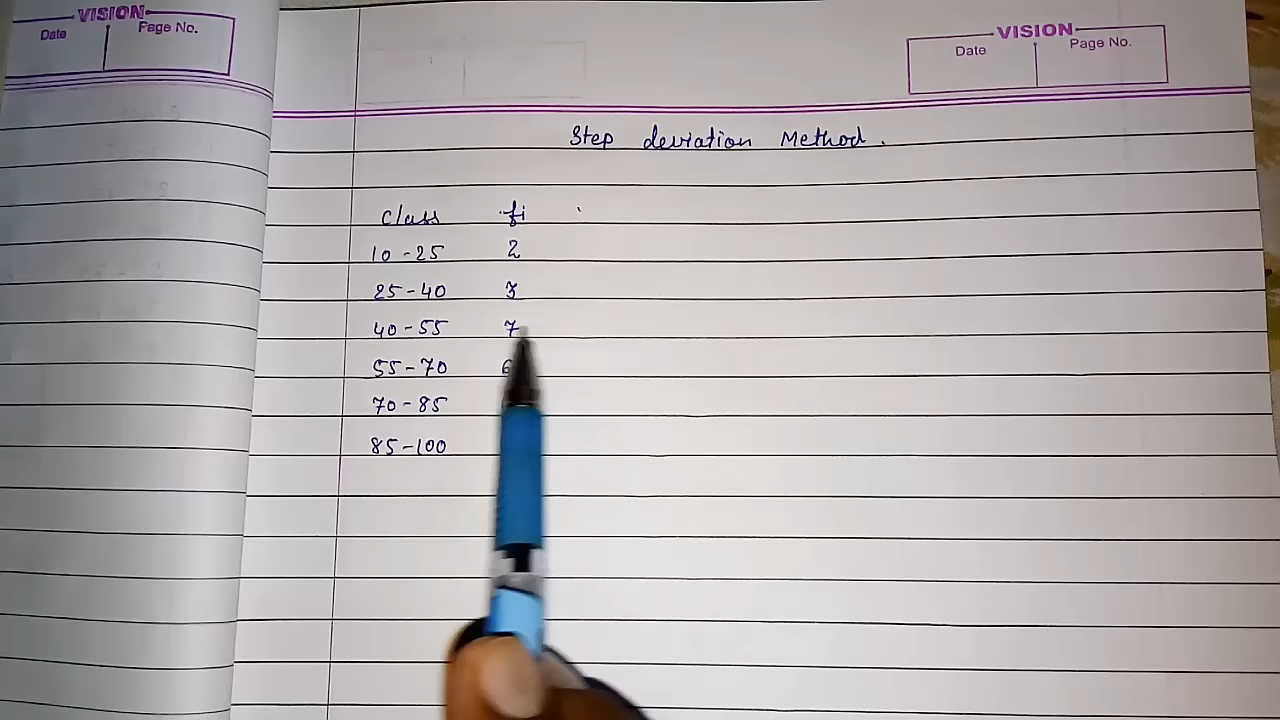 VISION
Date Page No.
VISION
Date Page No.
Step deviation Method.
Class fi
10-25 2
25-40 3
40-55 7
55-70 6
70-85
85-100